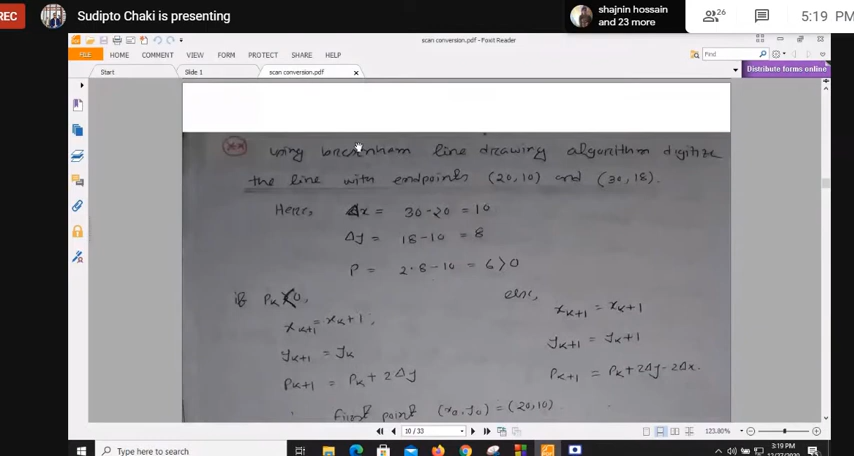 REC
Sudipto Chaki is presenting
shajnin hossain
and 23 more
26
5:19 PM
scan conversion.pdf - Foxit Reader
FILE HOME COMMENT VIEW FORM PROTECT SHARE HELP
Find
Start Slide 1 scan conversion.pdf
Distribute forms online
using bresenham line drawing algorithm digitize
the line with endpoints (20,10) and (30,18).
Here, Δx = 30-20 = 10
Δy = 18-10 = 8
P = 2·8-10 = 6>0
if Pk<0, else,
xk+1 = xk+1;
yk+1 = yk
Pk+1 = Pk+2Δy
xk+1 = xk+1
yk+1 = yk+1
Pk+1 = Pk+2Δy-2Δx.
First point (x0, y0) = (20,10)
10 / 33
123.80%
Type here to search
3:19 PM